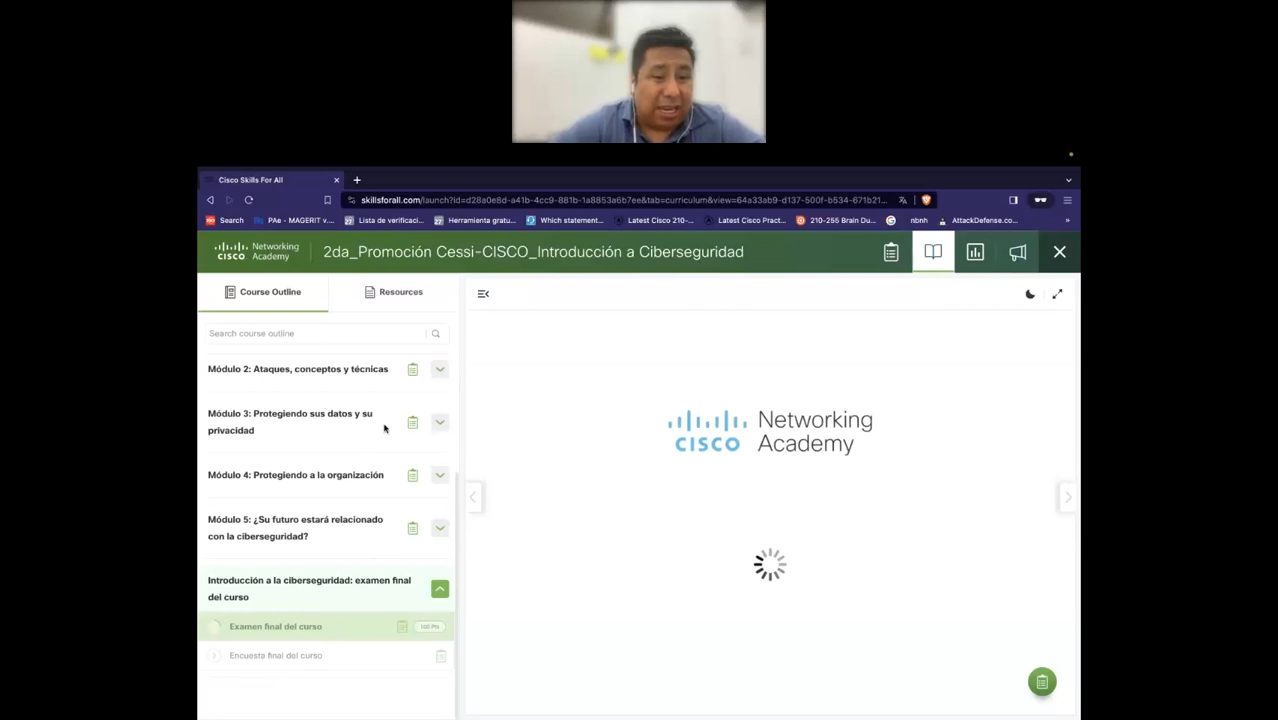 Cisco Skills For All
skillsforall.com/launch?id=d28a0e8d-a41b-4cc9-881b-1a8853a6b7ee&tab=curriculum&view=64a33ab9-d137-500f-b534-671b21...
Search
PAe - MAGERIT v....
Lista de verificaci...
Herramienta gratu...
Which statement...
Latest Cisco 210-...
Latest Cisco Pract...
210-255 Brain Du...
nbnh
AttackDefense.co...
»
CISCO
Networking
Academy
2da_Promoción Cessi-CISCO_Introducción a Ciberseguridad
Course Outline
Resources
Search course outline
Módulo 2: Ataques, conceptos y técnicas
Módulo 3: Protegiendo sus datos y su
privacidad
Módulo 4: Protegiendo a la organización
Módulo 5: ¿Su futuro estará relacionado
con la ciberseguridad?
Introducción a la ciberseguridad: examen final
del curso
Examen final del curso
Encuesta final del curso
CISCO
Networking
Academy